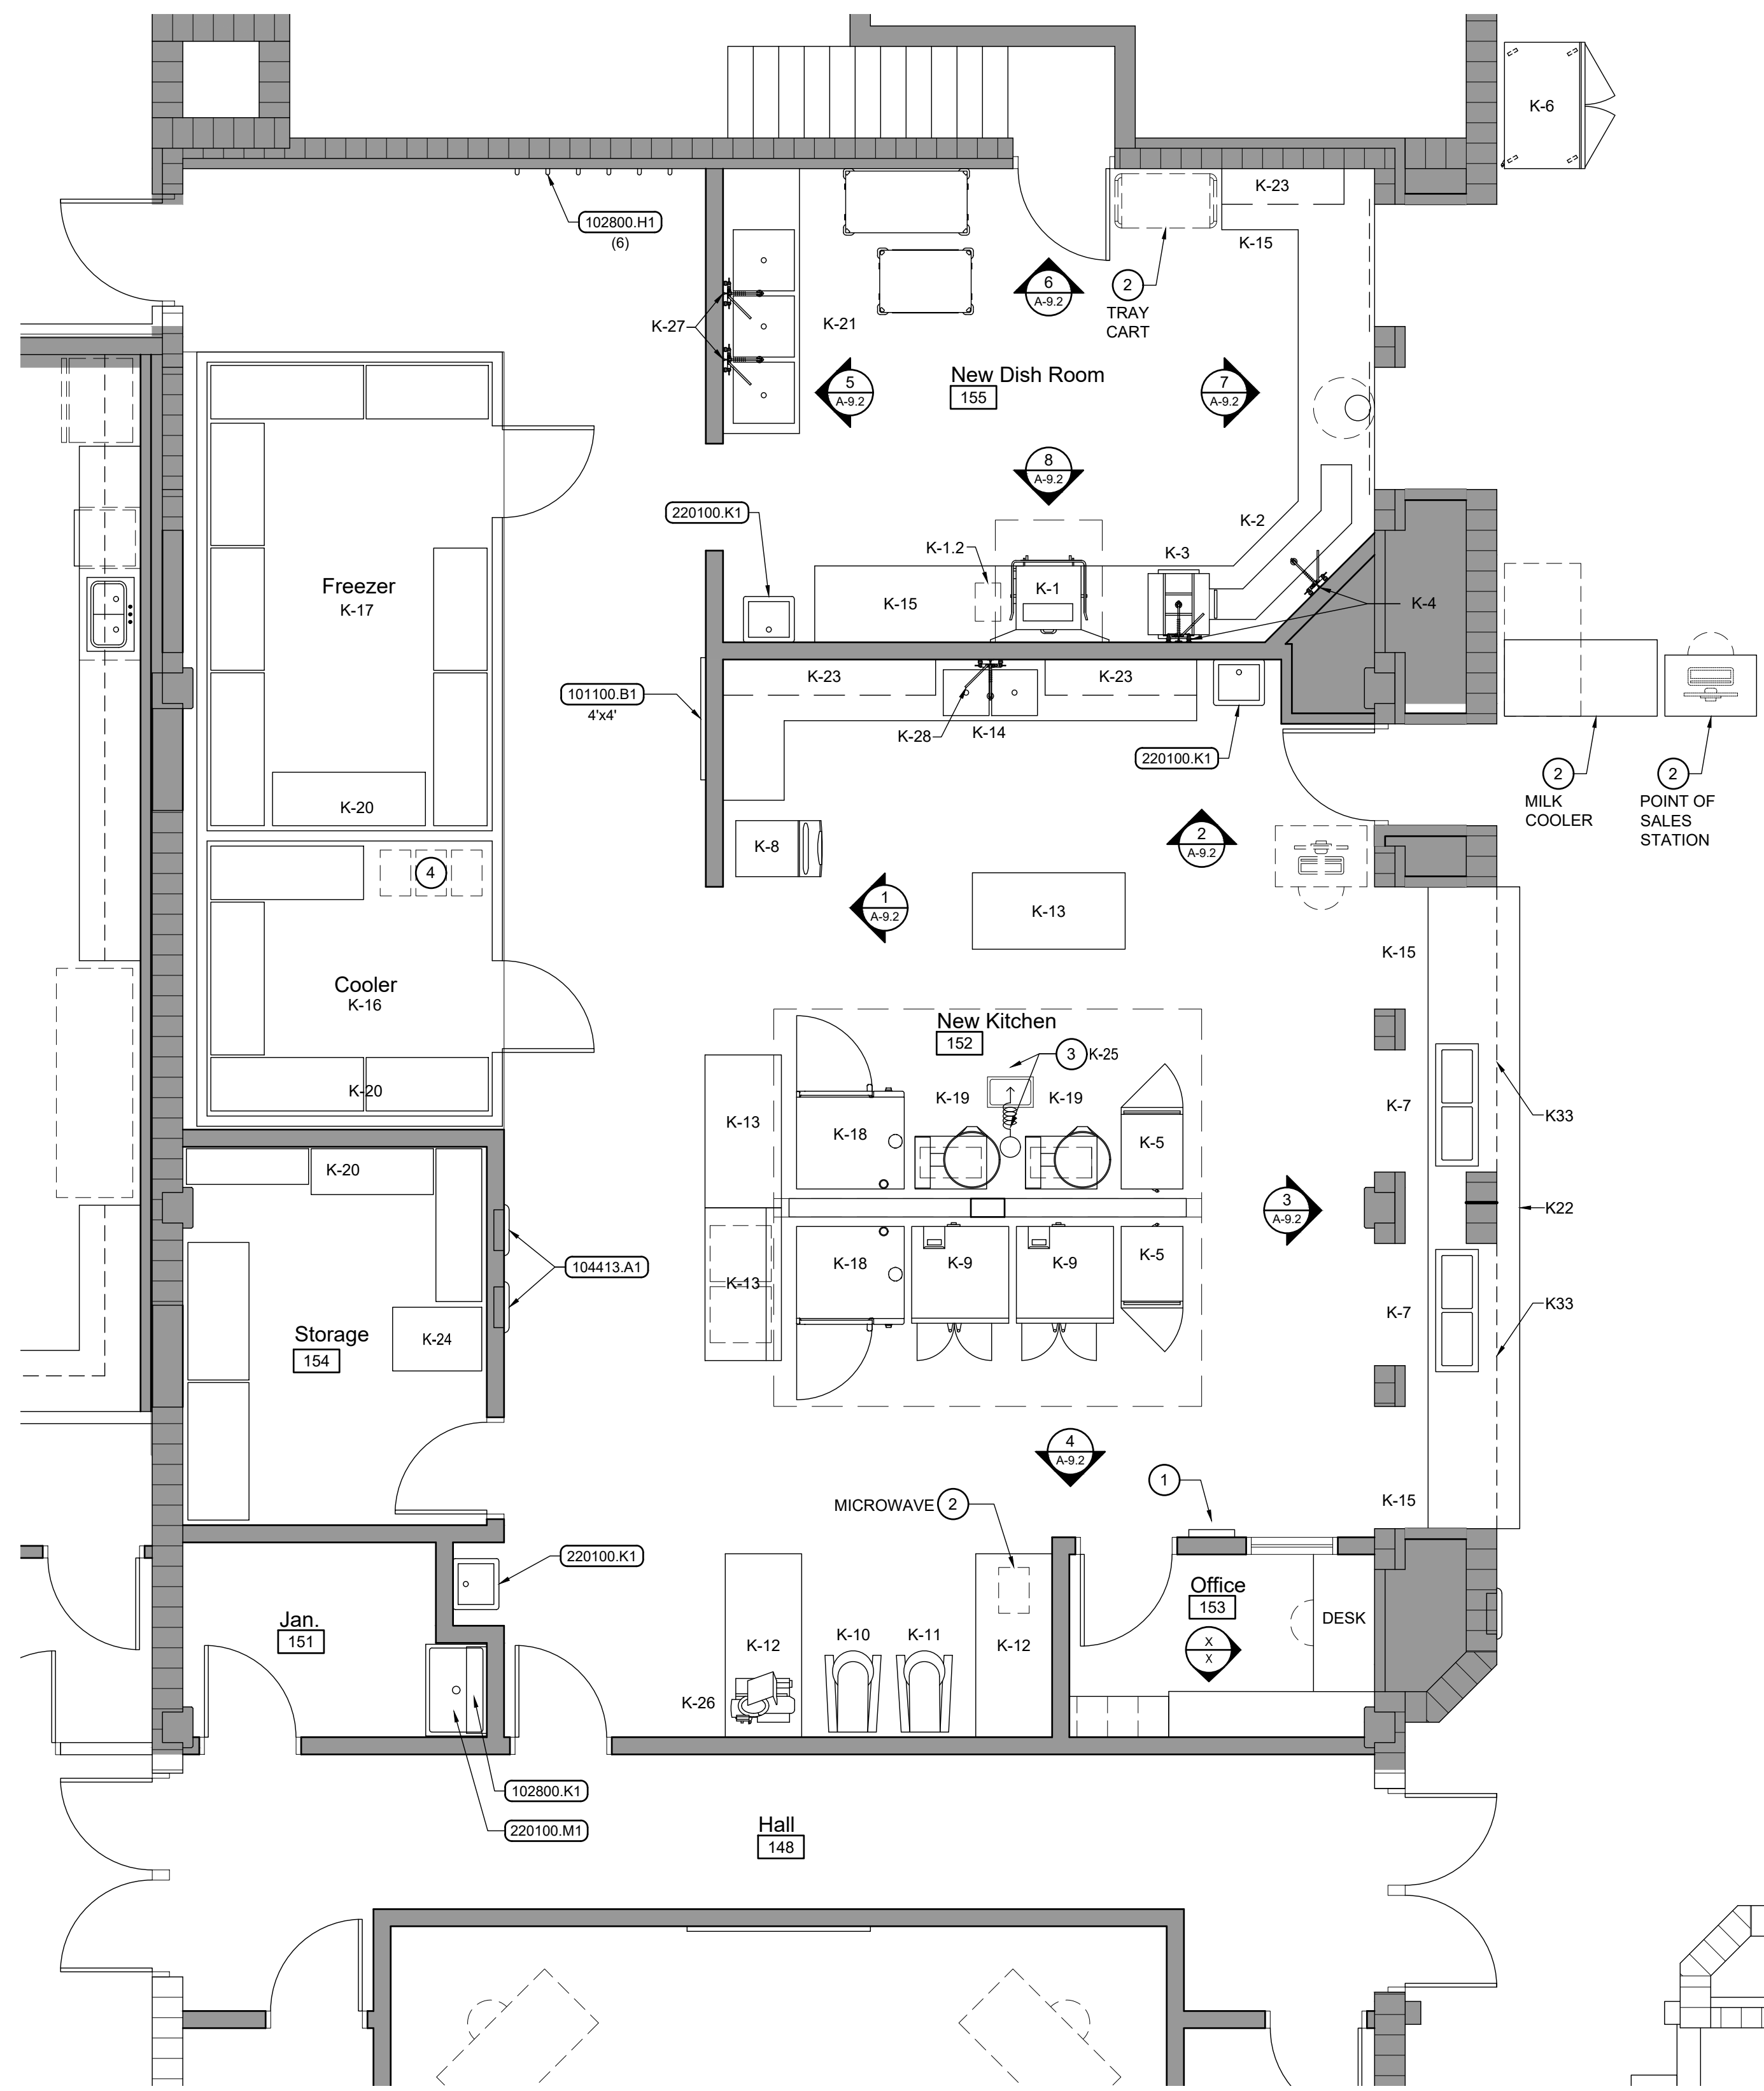 K-6
K-23
102800.H1
(6)
K-15
2
TRAY
CART
6
A-9.2
K-27
K-21
New Dish Room
155
5
A-9.2
7
A-9.2
8
A-9.2
220100.K1
K-2
K-1.2
K-3
K-1
K-15
K-4
Freezer
K-17
K-23
K-23
101100.B1
4'x4'
K-28
K-14
220100.K1
2
MILK
COOLER
2
POINT OF
SALES
STATION
K-20
K-8
2
A-9.2
4
1
A-9.2
K-13
K-15
Cooler
K-16
New Kitchen
152
3
K-25
K-20
K-19
K-19
K-7
K33
K-13
K-18
K-5
K-20
3
A-9.2
K22
104413.A1
K-13
K-18
K-9
K-9
K-5
K-7
K33
Storage
154
K-24
4
A-9.2
1
K-15
MICROWAVE
2
220100.K1
Office
153
DESK
Jan.
151
K-12
K-10
K-11
K-12
X
X
K-26
102800.K1
220100.M1
Hall
148